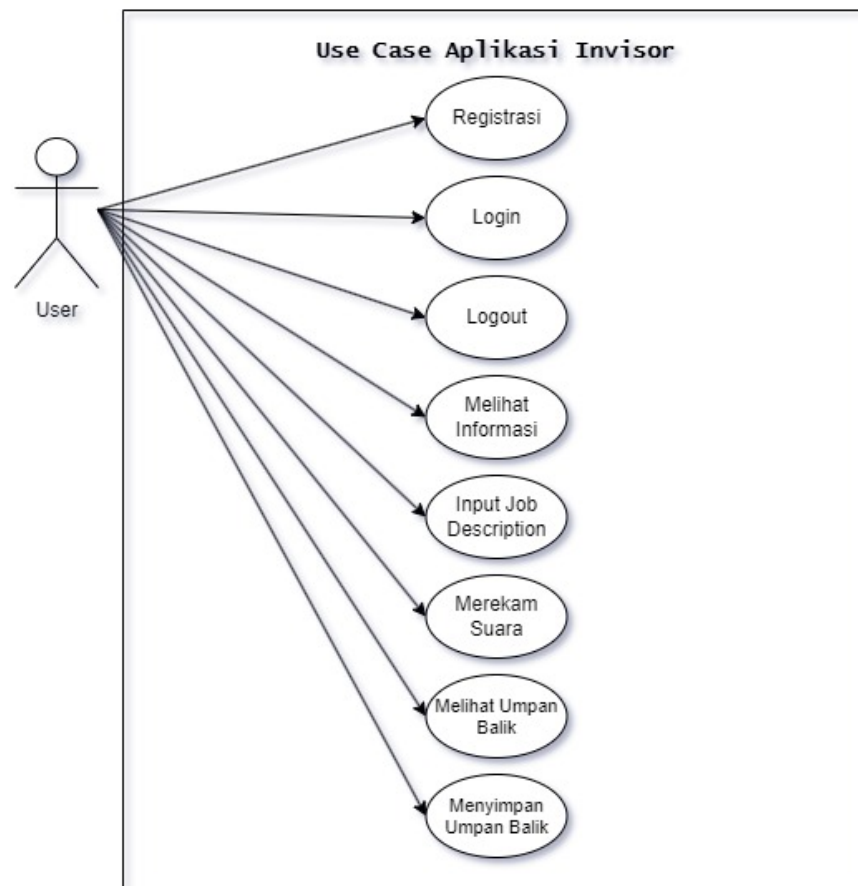 Use Case Aplikasi Invisor
Registrasi
Login
User
Logout
Melihat
Informasi
Input Job
Description
Merekam
Suara
Melihat Umpan
Balik
Menyimpan
Umpan Balik